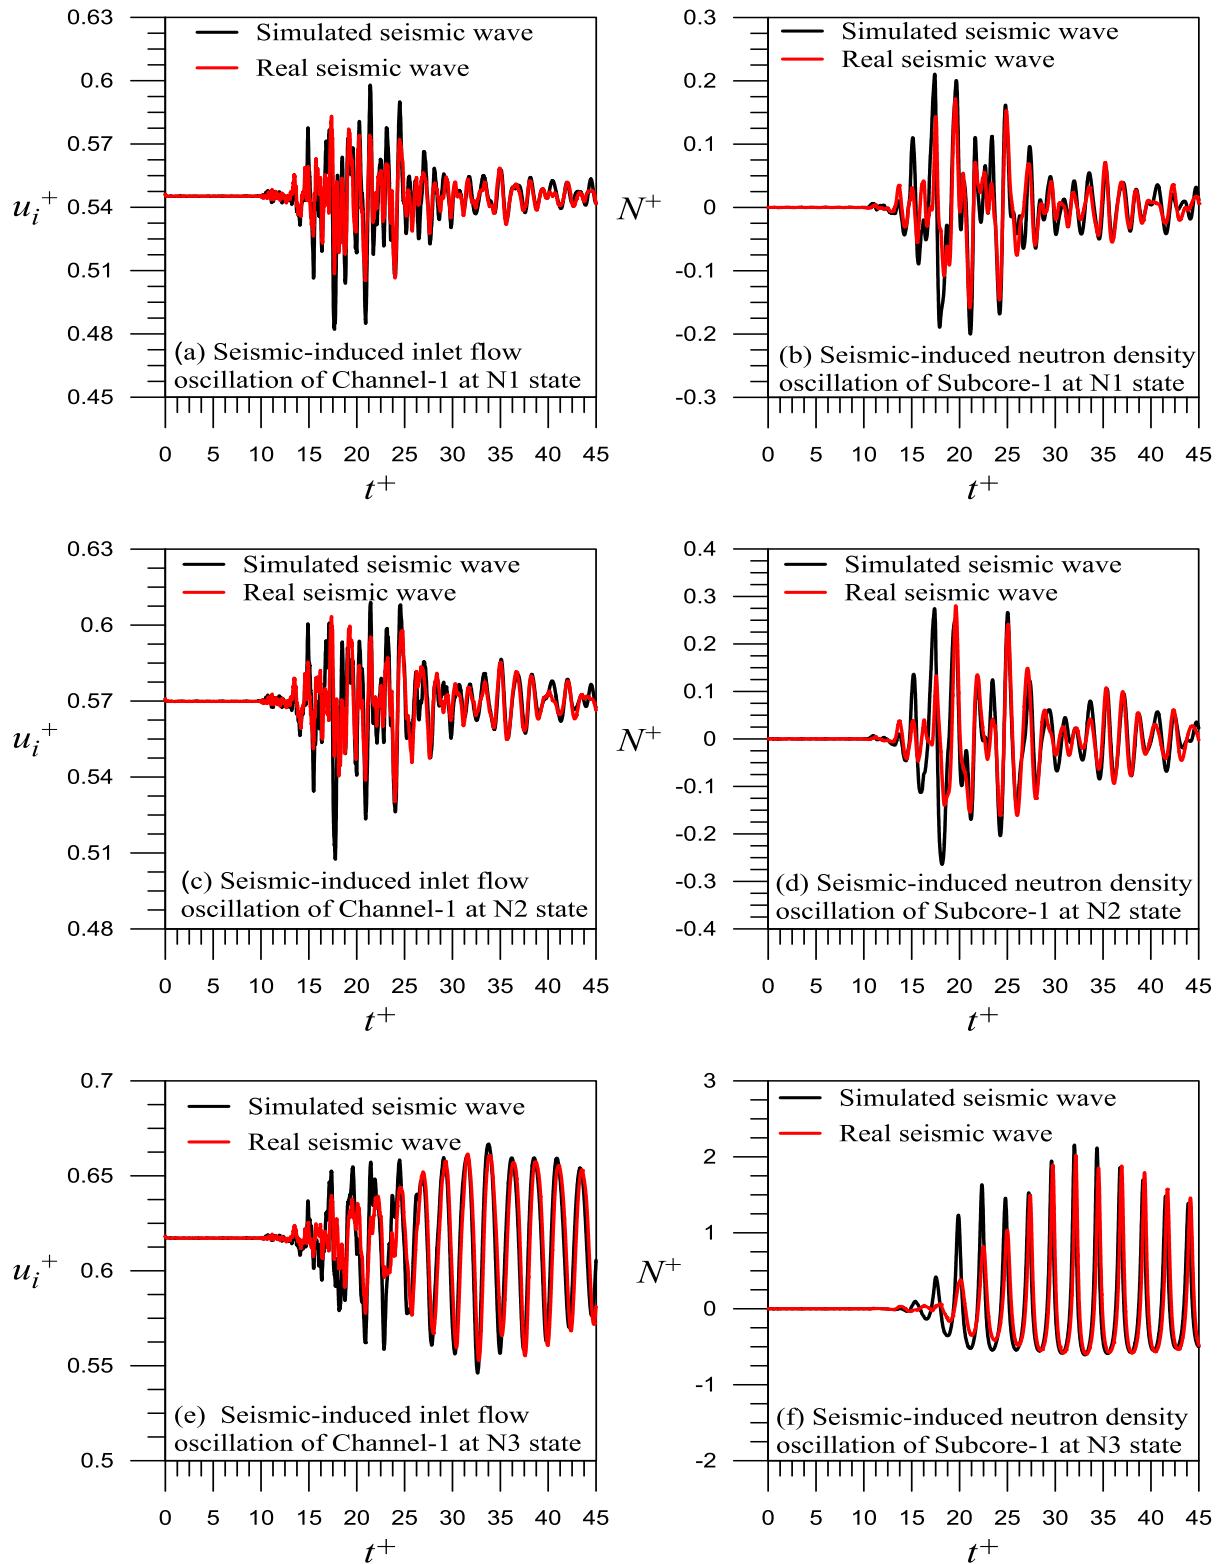 0.63
0.6
0.57
0.54
0.51
0.48
0.45
u_i^+
Simulated seismic wave
Real seismic wave
(a) Seismic-induced inlet flow
oscillation of Channel-1 at N1 state
0 5 10 15 20 25 30 35 40 45
t^+
0.3
0.2
0.1
0
-0.1
-0.2
-0.3
N^+
Simulated seismic wave
Real seismic wave
(b) Seismic-induced neutron density
oscillation of Subcore-1 at N1 state
0 5 10 15 20 25 30 35 40 45
t^+
0.63
0.6
0.57
0.54
0.51
0.48
u_i^+
Simulated seismic wave
Real seismic wave
(c) Seismic-induced inlet flow
oscillation of Channel-1 at N2 state
0 5 10 15 20 25 30 35 40 45
t^+
0.4
0.3
0.2
0.1
0
-0.1
-0.2
-0.3
-0.4
N^+
Simulated seismic wave
Real seismic wave
(d) Seismic-induced neutron density
oscillation of Subcore-1 at N2 state
0 5 10 15 20 25 30 35 40 45
t^+
0.7
0.65
0.6
0.55
0.5
u_i^+
Simulated seismic wave
Real seismic wave
(e) Seismic-induced inlet flow
oscillation of Channel-1 at N3 state
0 5 10 15 20 25 30 35 40 45
t^+
3
2
1
0
-1
-2
N^+
Simulated seismic wave
Real seismic wave
(f) Seismic-induced neutron density
oscillation of Subcore-1 at N3 state
0 5 10 15 20 25 30 35 40 45
t^+